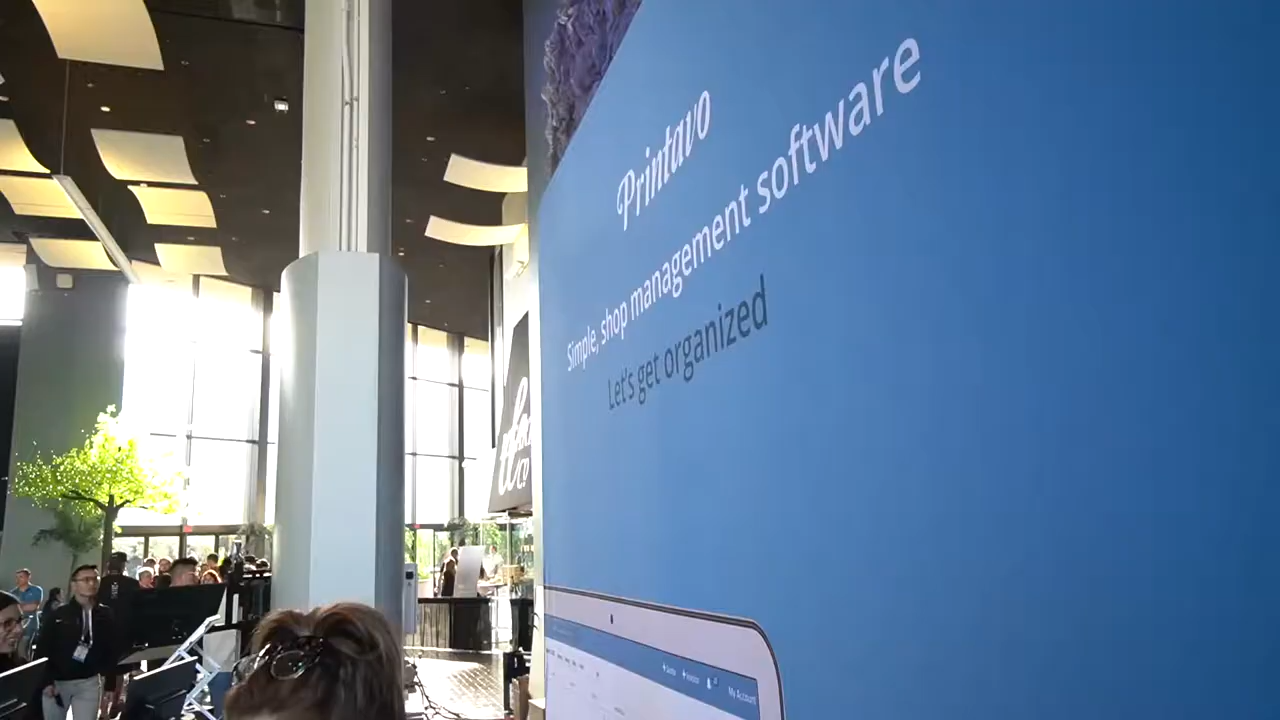 Printavo
Simple, shop management software
Let's get organized
My Account